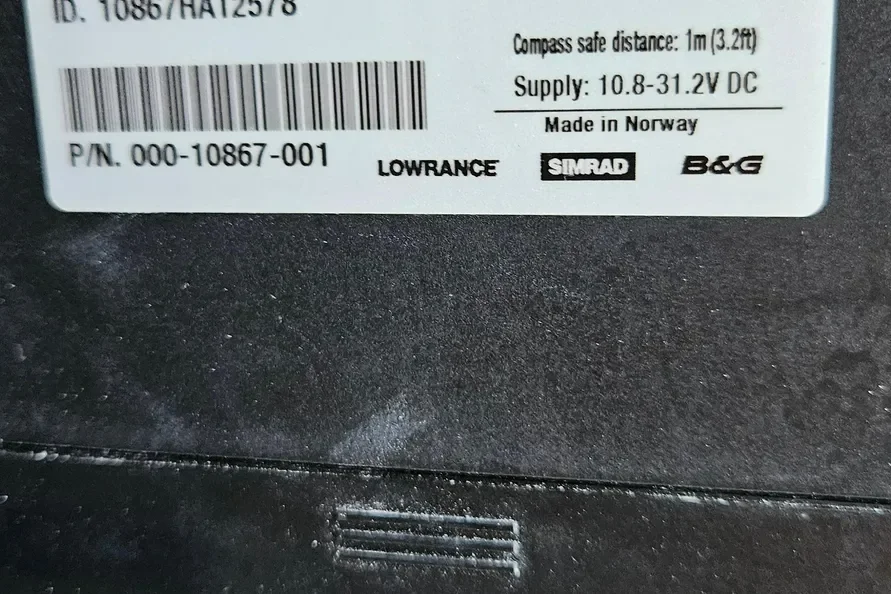 ID. 10867HA12578
Compass safe distance: 1m (3.2ft)
Supply: 10.8-31.2V DC
Made in Norway
P/N. 000-10867-001
LOWRANCE SIMRAD B&G